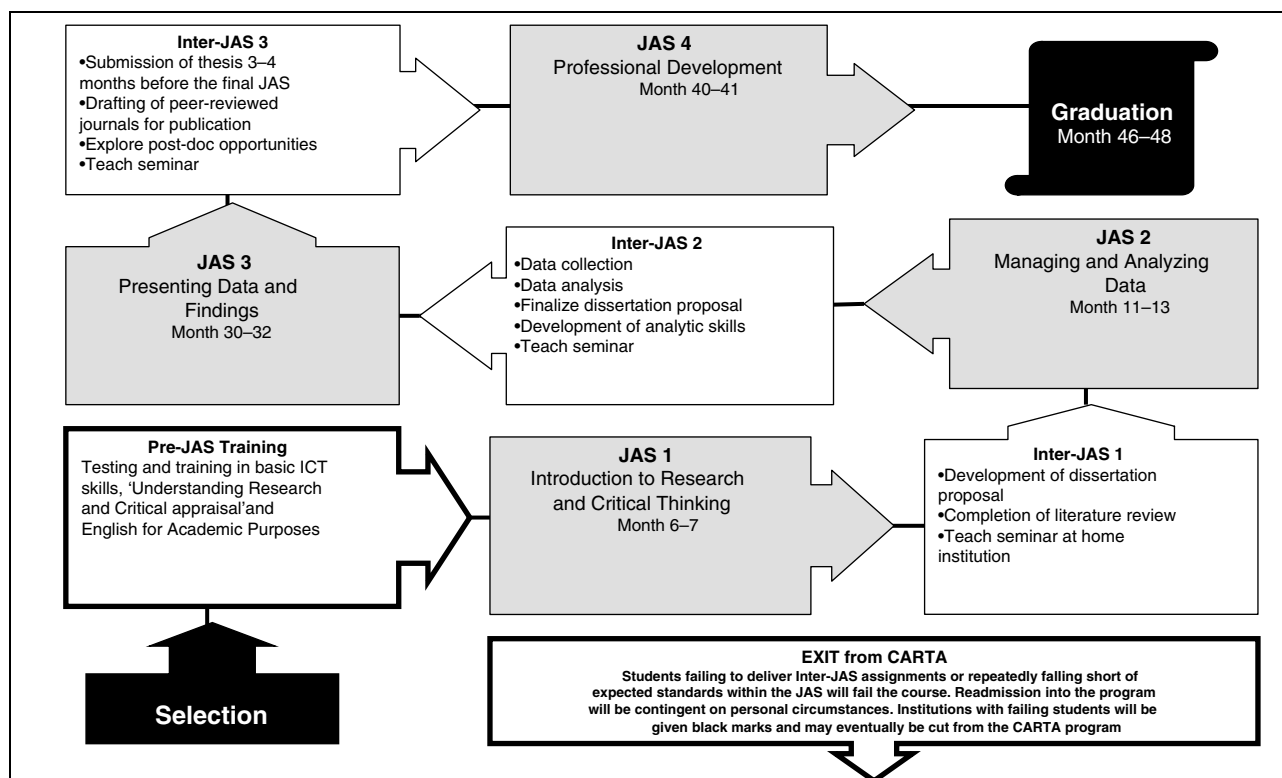 Inter-JAS 3
•Submission of thesis 3–4
months before the final JAS
•Drafting of peer-reviewed
journals for publication
•Explore post-doc opportunities
•Teach seminar
JAS 4
Professional Development
Month 40–41
Graduation
Month 46–48
JAS 3
Presenting Data and
Findings
Month 30–32
Inter-JAS 2
•Data collection
•Data analysis
•Finalize dissertation proposal
•Development of analytic skills
•Teach seminar
JAS 2
Managing and Analyzing
Data
Month 11–13
Pre-JAS Training
Testing and training in basic ICT
skills, ‘Understanding Research
and Critical appraisal’and
English for Academic Purposes
JAS 1
Introduction to Research
and Critical Thinking
Month 6–7
Inter-JAS 1
•Development of dissertation
proposal
•Completion of literature review
•Teach seminar at home
institution
Selection
EXIT from CARTA
Students failing to deliver Inter-JAS assignments or repeatedly falling short of
expected standards within the JAS will fail the course. Readmission into the program
will be contingent on personal circumstances. Institutions with failing students will be
given black marks and may eventually be cut from the CARTA program